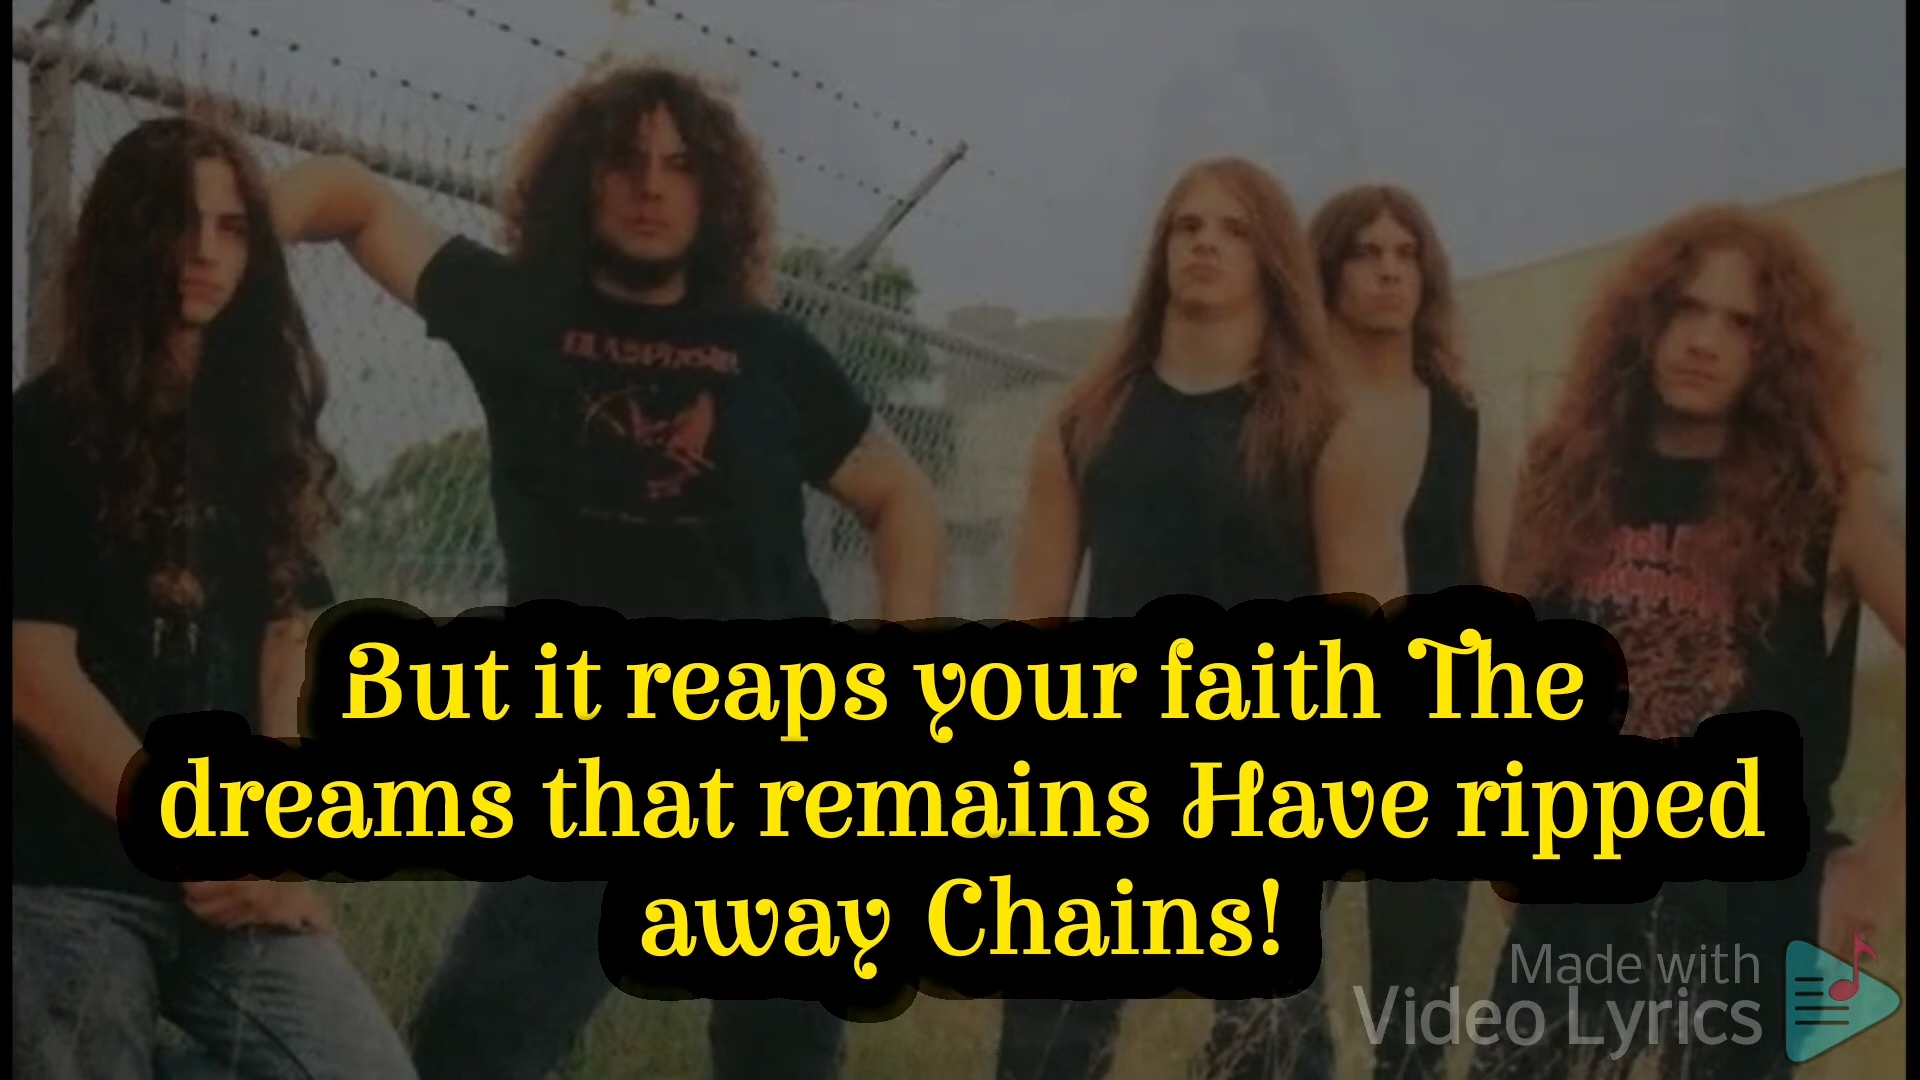 But it reaps your faith The
dreams that remains Have ripped
away Chains!
Made with
Video Lyrics